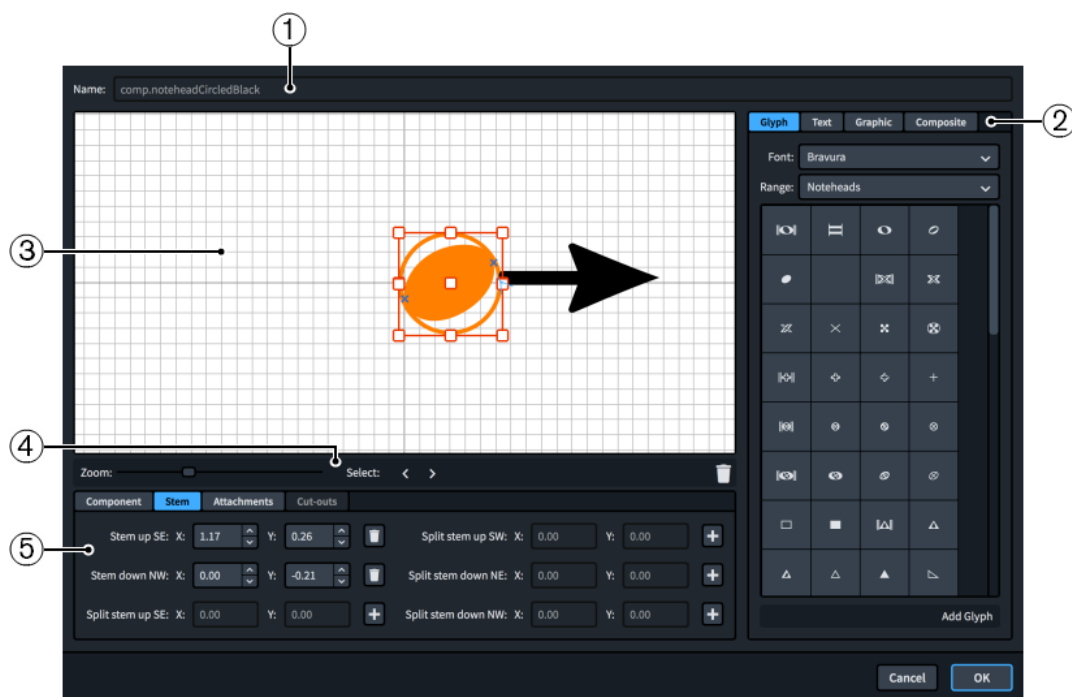 1
Name: comp.noteheadCircledBlack
2
Glyph Text Graphic Composite
Font: Bravura
Range: Noteheads
3
4
Zoom: Select: < >
Component Stem Attachments Cut-outs
5
Stem up SE: X: 1.17 Y: 0.26 Split stem up SW: X: 0.00 Y: 0.00
Stem down NW: X: 0.00 Y: -0.21 Split stem down NE: X: 0.00 Y: 0.00
Split stem up SE: X: 0.00 Y: 0.00 Split stem down NW: X: 0.00 Y: 0.00
Add Glyph
Cancel OK